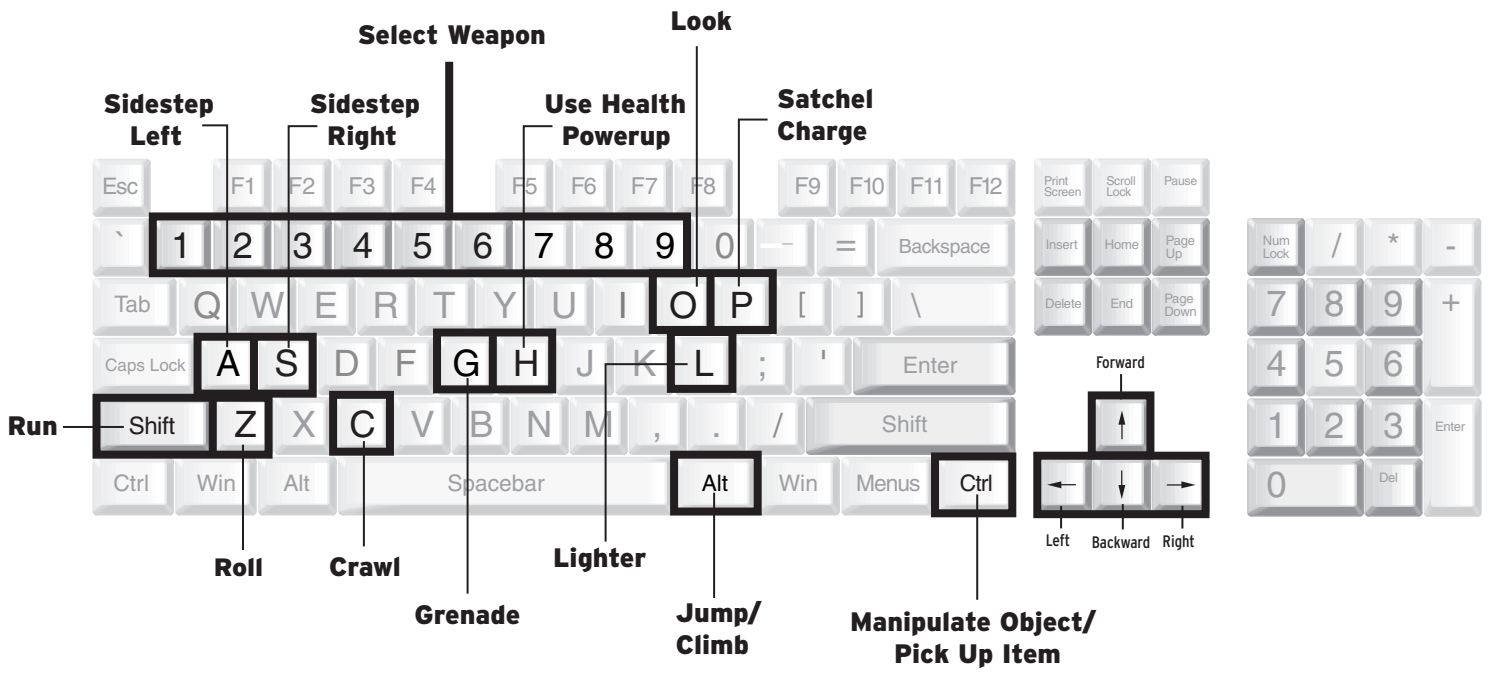 Look
Select Weapon
Sidestep
Left
Sidestep
Right
Use Health
Powerup
Satchel
Charge
Esc F1 F2 F3 F4 F5 F6 F7 F8 F9 F10 F11 F12
Print
Screen
Scroll
Lock
Pause
` 1 2 3 4 5 6 7 8 9 0 — = Backspace
Insert Home Page
Up
Num
Lock
/ * -
Tab Q W E R T Y U I O P [ ] \
Delete End Page
Down
7 8 9 +
Caps Lock A S D F G H J K L ; ' Enter
Forward
4 5 6
Run
Shift Z X C V B N M , . / Shift
↑
1 2 3 Enter
Ctrl Win Alt Spacebar Alt Win Menus Ctrl
← ↓ →
0 Del
Left Backward Right
Roll
Crawl
Lighter
Grenade
Jump/
Climb
Manipulate Object/
Pick Up Item